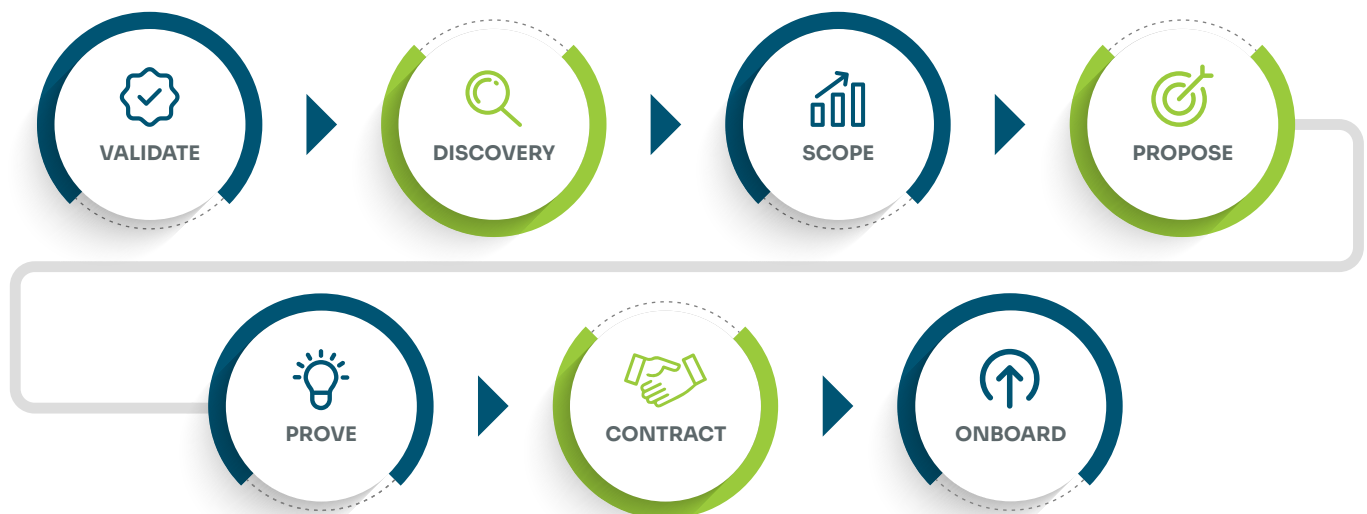 VALIDATE
DISCOVERY
SCOPE
PROPOSE
PROVE
CONTRACT
ONBOARD